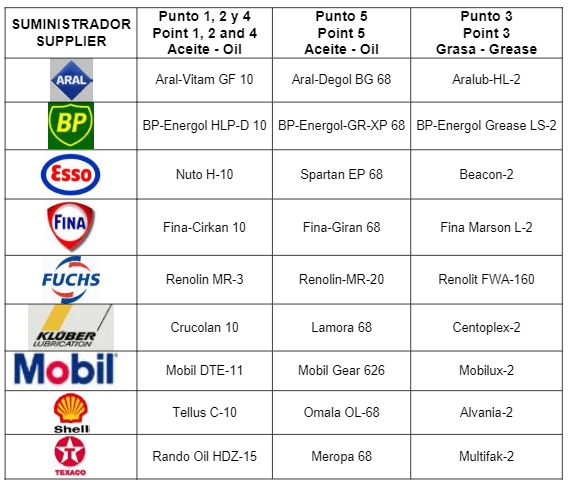 SUMINISTRADOR
SUPPLIER
Punto 1, 2 y 4
Point 1, 2 and 4
Aceite - Oil
Punto 5
Point 5
Aceite - Oil
Punto 3
Point 3
Grasa - Grease
ARAL
Aral-Vitam GF 10
Aral-Degol BG 68
Aralub-HL-2
BP
BP-Energol HLP-D 10
BP-Energol-GR-XP 68
BP-Energol Grease LS-2
Esso
Nuto H-10
Spartan EP 68
Beacon-2
FINA
Fina-Cirkan 10
Fina-Giran 68
Fina Marson L-2
FUCHS
Renolin MR-3
Renolin-MR-20
Renolit FWA-160
KLÜBER
LUBRICATION
Crucolan 10
Lamora 68
Centoplex-2
Mobil
Mobil DTE-11
Mobil Gear 626
Mobilux-2
Shell
Tellus C-10
Omala OL-68
Alvania-2
TEXACO
Rando Oil HDZ-15
Meropa 68
Multifak-2